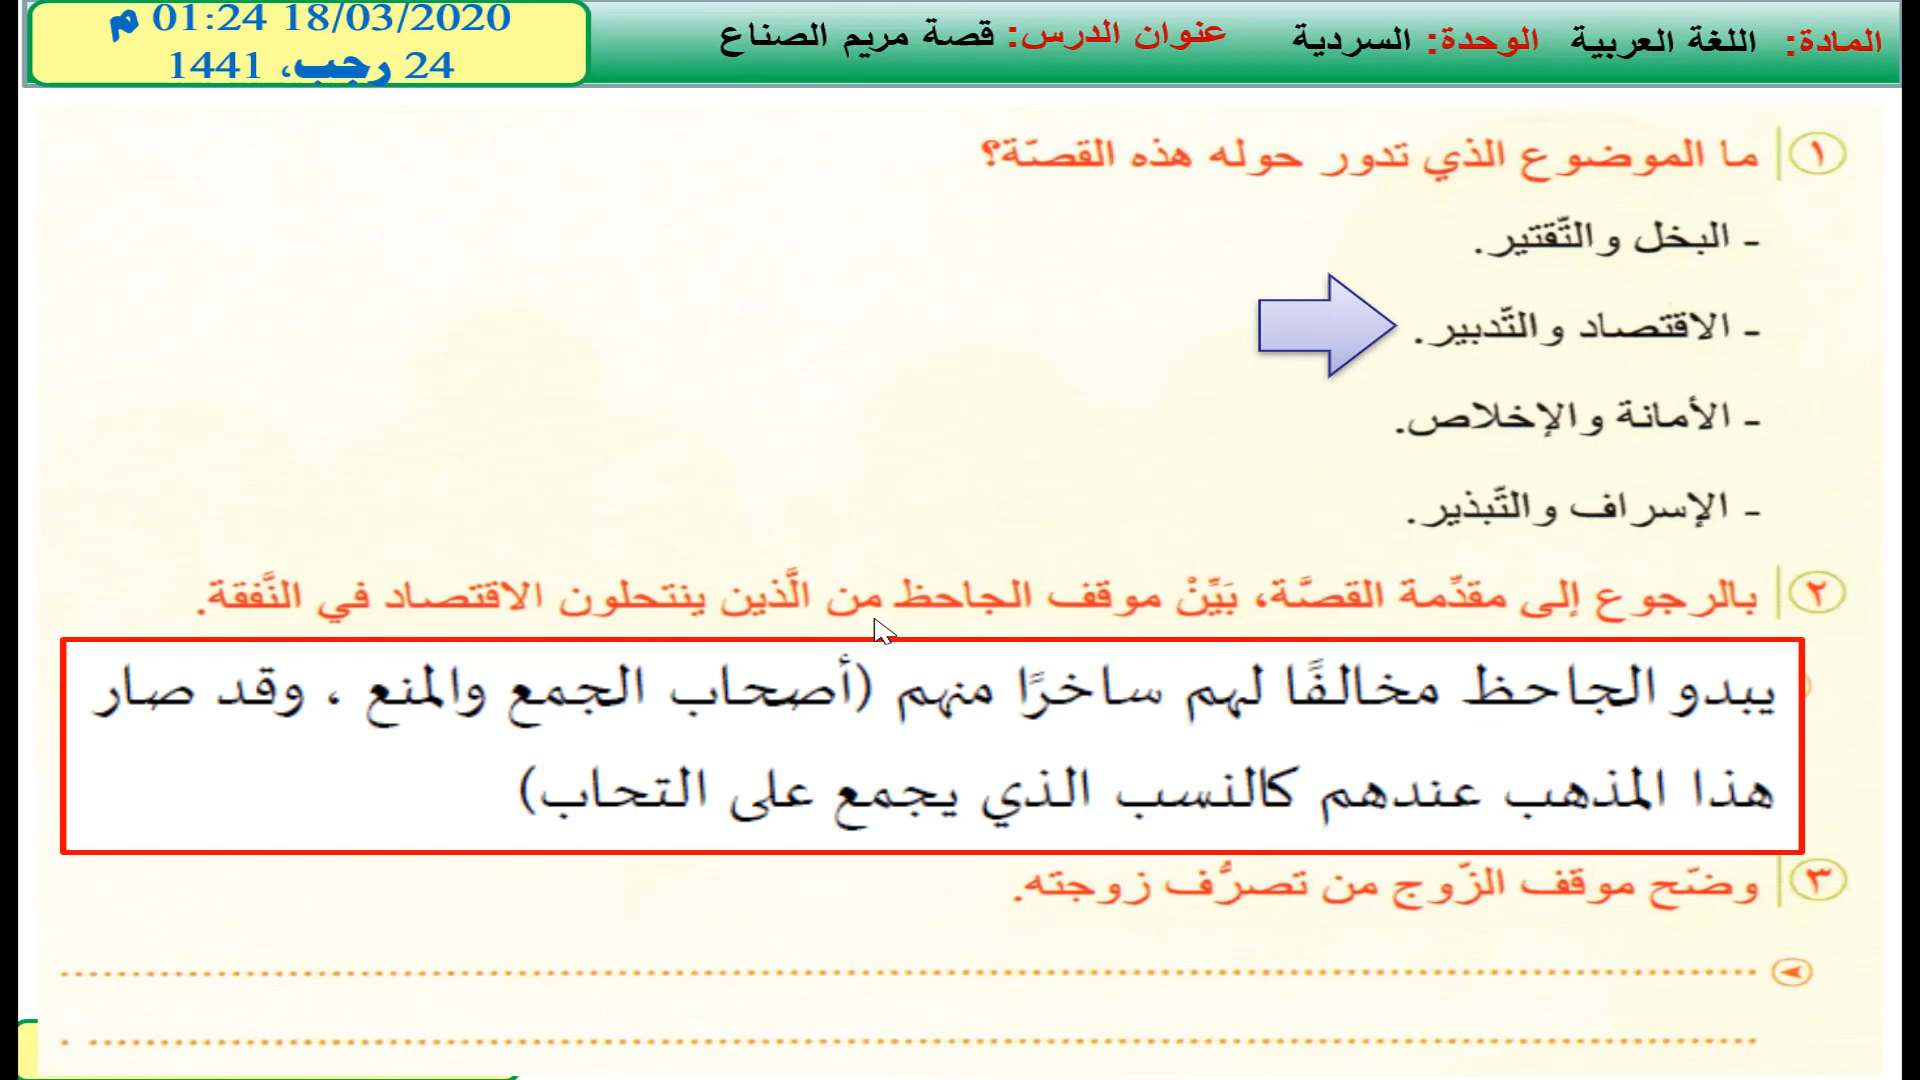 المادة: اللغة العربية الوحدة: السردية عنوان الدرس: قصة مريم الصناع
18/03/2020 01:24 م
24 رجب، 1441
١ ما الموضوع الذي تدور حوله هذه القصّة؟
- البخل والتّقتير.
- الاقتصاد والتّدبير.
- الأمانة والإخلاص.
- الإسراف والتّبذير.
٢ بالرجوع إلى مقدِّمة القصَّة، بَيِّنْ موقف الجاحظ من الَّذين ينتحلون الاقتصاد في النَّفقة.
يبدو الجاحظ مخالفًا لهم ساخرًا منهم (أصحاب الجمع والمنع ، وقد صار
هذا المذهب عندهم كالنسب الذي يجمع على التحاب)
٣ وضّح موقف الزّوج من تصرُّف زوجته.